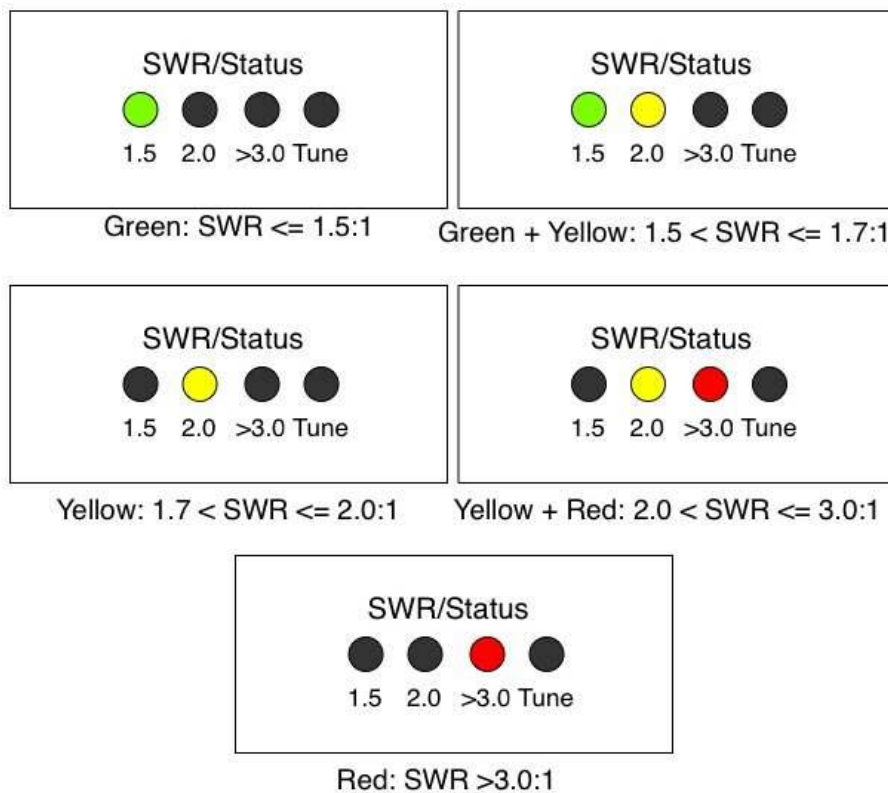 SWR/Status
1.5 2.0 >3.0 Tune
Green: SWR <= 1.5:1
SWR/Status
1.5 2.0 >3.0 Tune
Green + Yellow: 1.5 < SWR <= 1.7:1
SWR/Status
1.5 2.0 >3.0 Tune
Yellow: 1.7 < SWR <= 2.0:1
SWR/Status
1.5 2.0 >3.0 Tune
Yellow + Red: 2.0 < SWR <= 3.0:1
SWR/Status
1.5 2.0 >3.0 Tune
Red: SWR >3.0:1